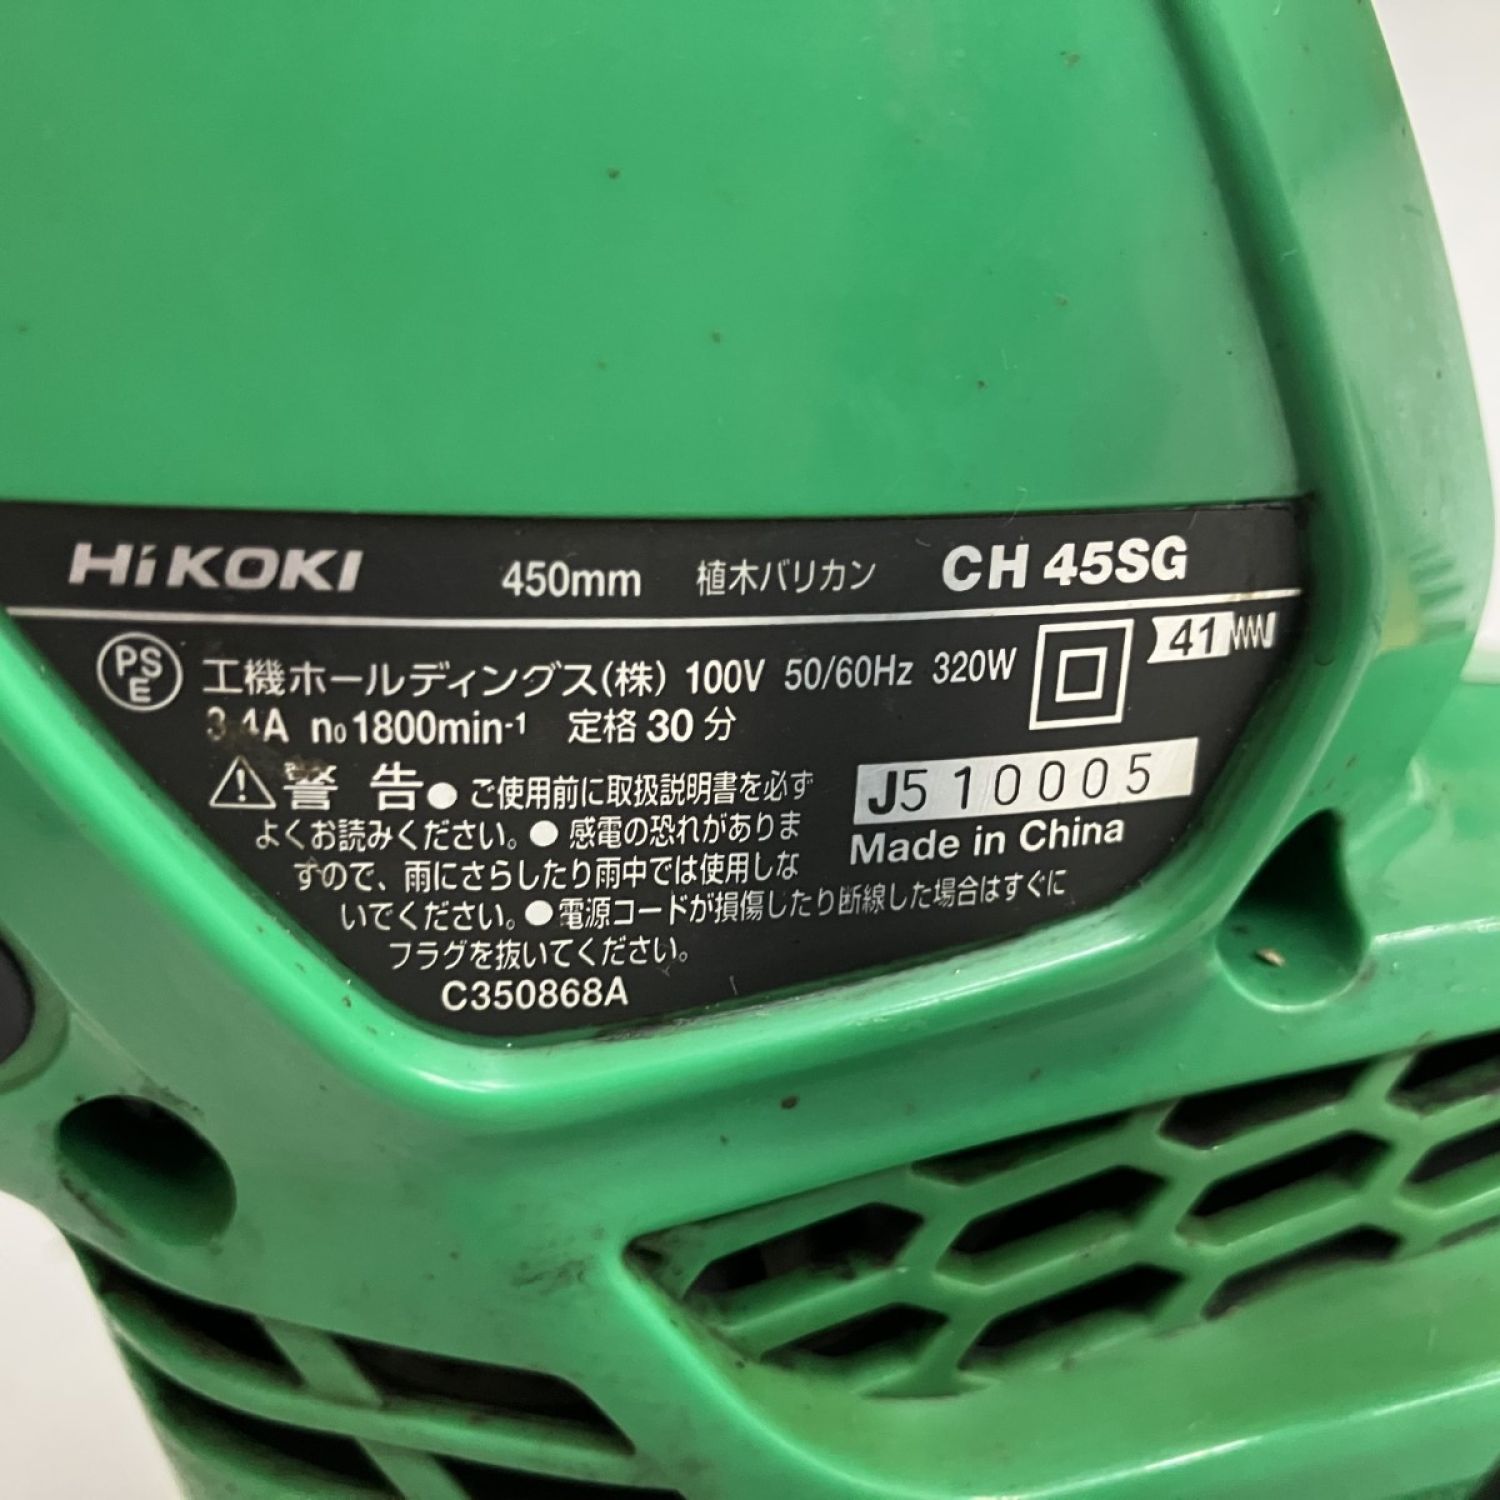 HiKOKI 450mm 植木バリカン CH 45SG
PSE 工機ホールディングス(株) 100V 50/60Hz 320W 41
3.4A n₀1800min⁻¹ 定格 30 分
警 告● ご使用前に取扱説明書を必ず
よくお読みください。● 感電の恐れがありま
すので、雨にさらしたり雨中では使用しな
いでください。● 電源コードが損傷したり断線した場合はすぐに
プラグを抜いてください。
C350868A
J510005
Made in China